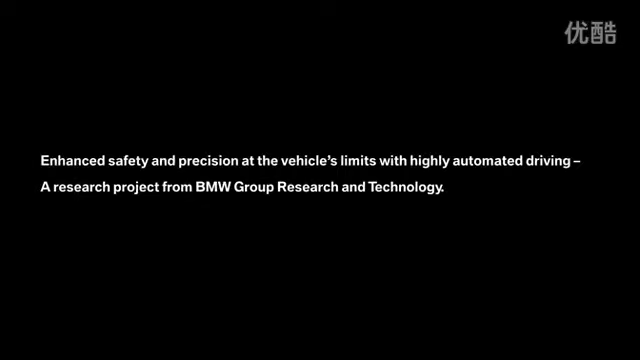 优酷
Enhanced safety and precision at the vehicle's limits with highly automated driving –
A research project from BMW Group Research and Technology.